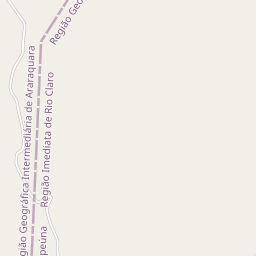 Região Geo
Região Geográfica Intermediária de Araraquara
Região Imediata de Rio Claro
peúna